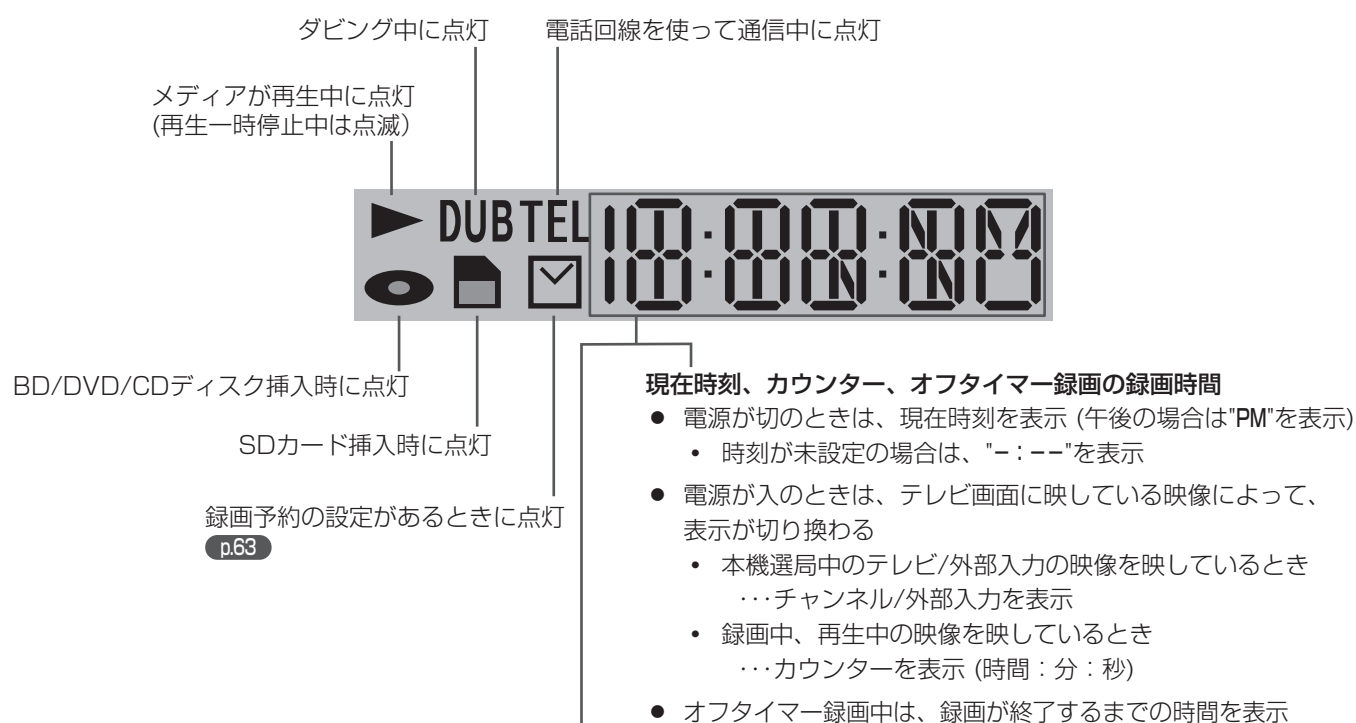 ダビング中に点灯
電話回線を使って通信中に点灯
メディアが再生中に点灯
(再生一時停止中は点滅)
DUB TEL
BD/DVD/CDディスク挿入時に点灯
SDカード挿入時に点灯
録画予約の設定があるときに点灯
p.63
現在時刻、カウンター、オフタイマー録画の録画時間
● 電源が切のときは、現在時刻を表示 (午後の場合は"PM"を表示)
• 時刻が未設定の場合は、"−:−−"を表示
● 電源が入のときは、テレビ画面に映している映像によって、
表示が切り換わる
• 本機選局中のテレビ/外部入力の映像を映しているとき
･･･チャンネル/外部入力を表示
• 録画中、再生中の映像を映しているとき
･･･カウンターを表示 (時間:分:秒)
● オフタイマー録画中は、録画が終了するまでの時間を表示